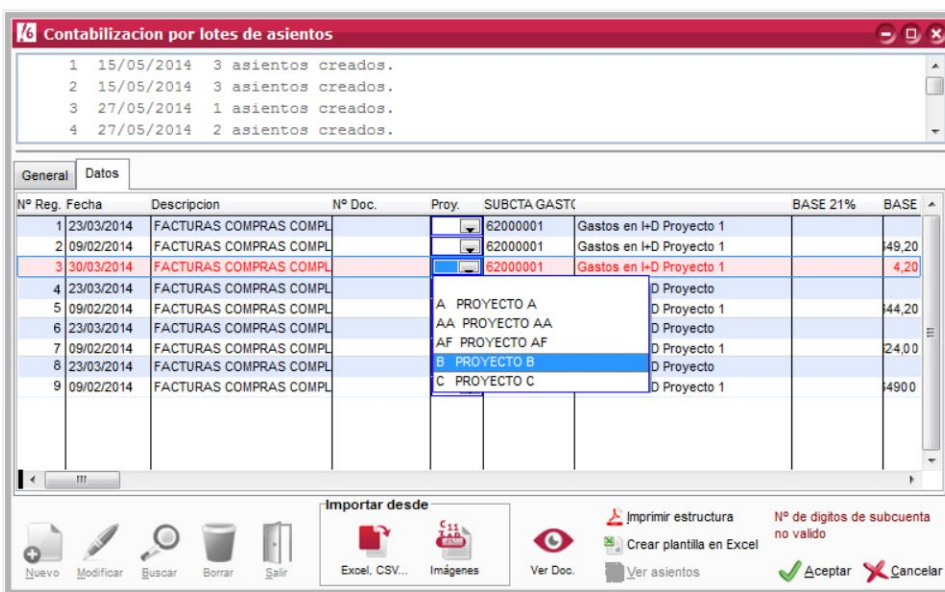 Contabilizacion por lotes de asientos
1 15/05/2014 3 asientos creados.
2 15/05/2014 3 asientos creados.
3 27/05/2014 1 asientos creados.
4 27/05/2014 2 asientos creados.
General Datos
Nº Reg. Fecha Descripcion Nº Doc. Proy. SUBCTA GASTO BASE 21% BASE
1 23/03/2014 FACTURAS COMPRAS COMPL 62000001 Gastos en I+D Proyecto 1
2 09/02/2014 FACTURAS COMPRAS COMPL 62000001 Gastos en I+D Proyecto 1 649,20
3 30/03/2014 FACTURAS COMPRAS COMPL 62000001 Gastos en I+D Proyecto 1 4,20
4 23/03/2014 FACTURAS COMPRAS COMPL D Proyecto
5 09/02/2014 FACTURAS COMPRAS COMPL D Proyecto 1 644,20
6 23/03/2014 FACTURAS COMPRAS COMPL D Proyecto
7 09/02/2014 FACTURAS COMPRAS COMPL D Proyecto 1 624,00
8 23/03/2014 FACTURAS COMPRAS COMPL D Proyecto
9 09/02/2014 FACTURAS COMPRAS COMPL D Proyecto 1 64900
A PROYECTO A
AA PROYECTO AA
AF PROYECTO AF
B PROYECTO B
C PROYECTO C
Importar desde
Nuevo Modificar Buscar Borrar Salir
Excel, CSV... Imágenes
Ver Doc.
Imprimir estructura
Crear plantilla en Excel
Ver asientos
Nº de digitos de subcuenta
no valido
Aceptar Cancelar